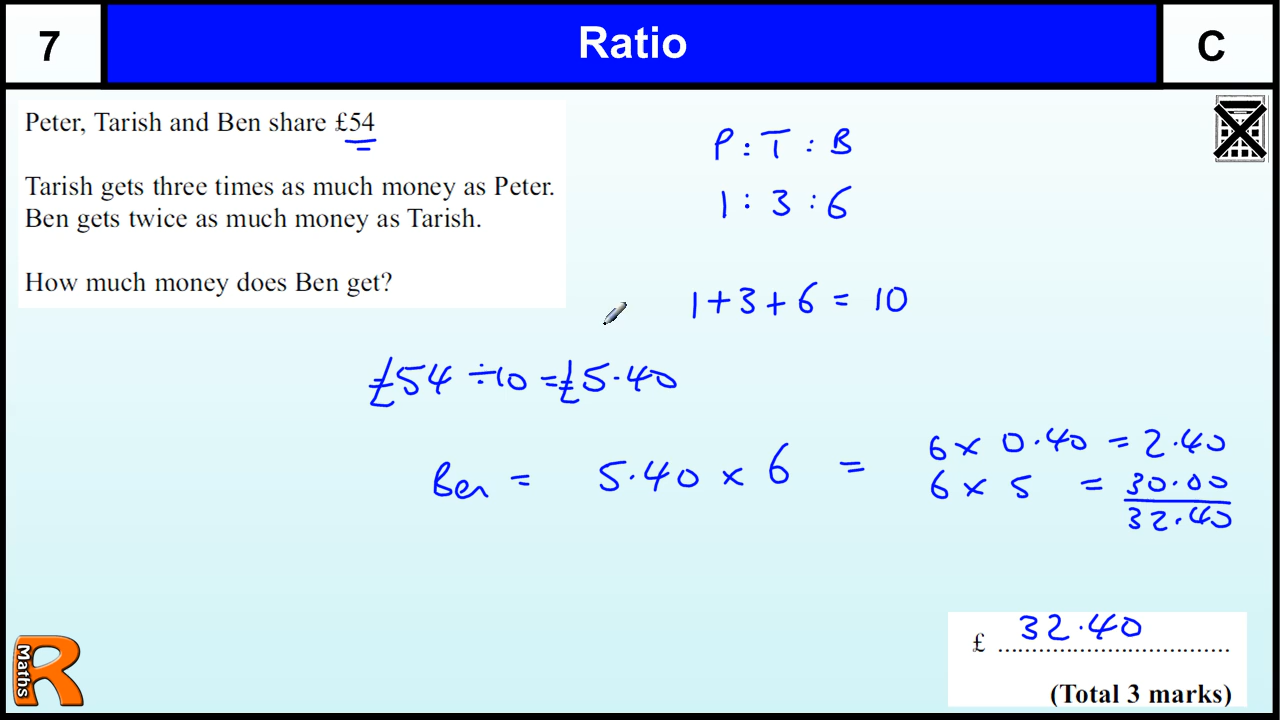 7
Ratio
C
Peter, Tarish and Ben share £54
Tarish gets three times as much money as Peter.
Ben gets twice as much money as Tarish.
How much money does Ben get?
P : T : B
1 : 3 : 6
1 + 3 + 6 = 10
£54 ÷ 10 = £5·40
Ben = 5·40 × 6 =
6 × 0·40 = 2·40
6 × 5 = 30·00
32·40
£ 32·40
(Total 3 marks)
R Maths